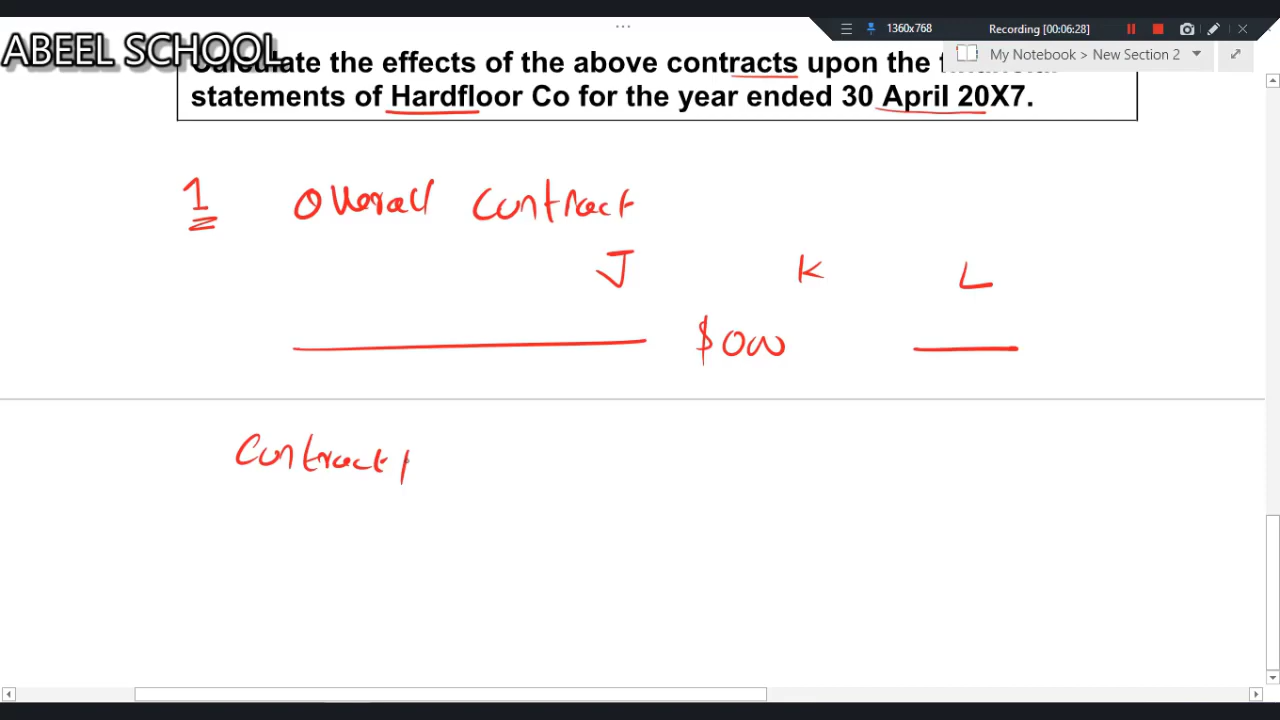 1360x768 Recording [00:06:28]
ABEEL SCHOOL
My Notebook > New Section 2
Calculate the effects of the above contracts upon the
statements of Hardfloor Co for the year ended 30 April 20X7.
1 Overall Contract
J K L
$000
Contract